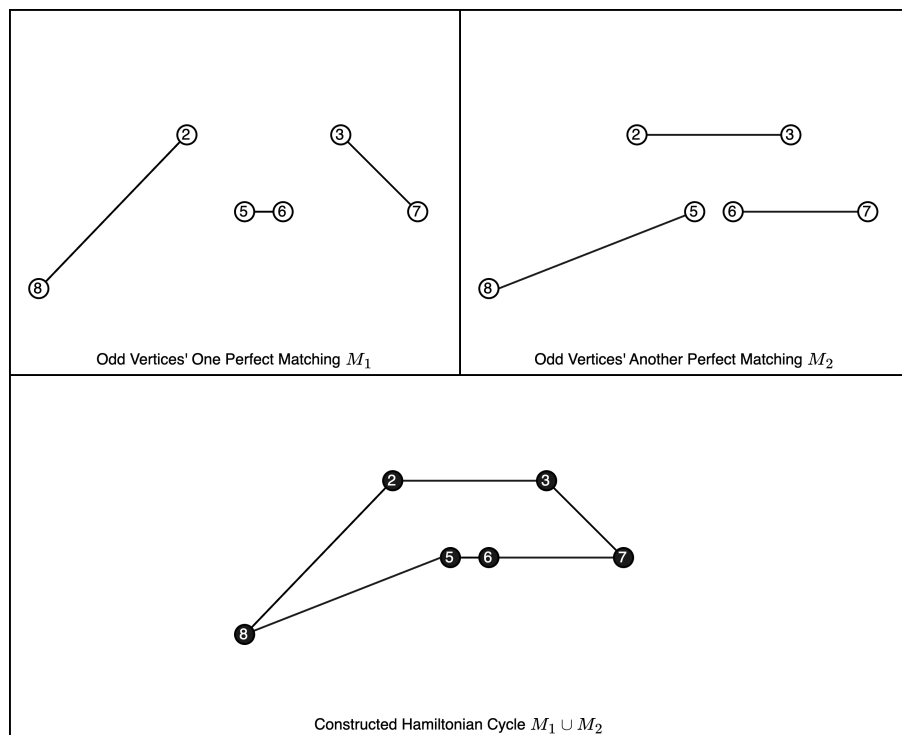 2 3
5 6 7
8
Odd Vertices' One Perfect Matching M₁
2 3
5 6 7
8
Odd Vertices' Another Perfect Matching M₂
2 3
5 6 7
8
Constructed Hamiltonian Cycle M₁ ∪ M₂